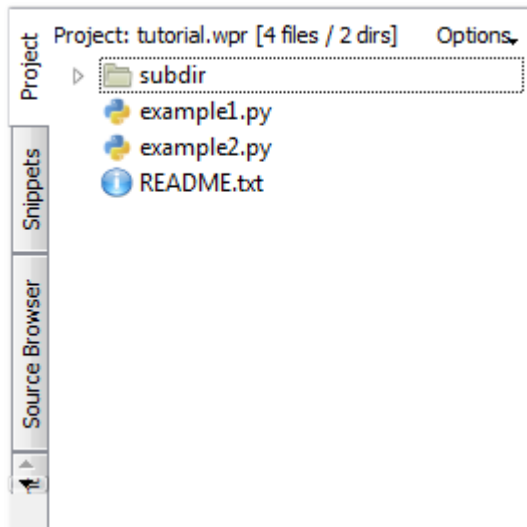 Project: tutorial.wpr [4 files / 2 dirs] Options
subdir
example1.py
example2.py
README.txt
Project
Snippets
Source Browser